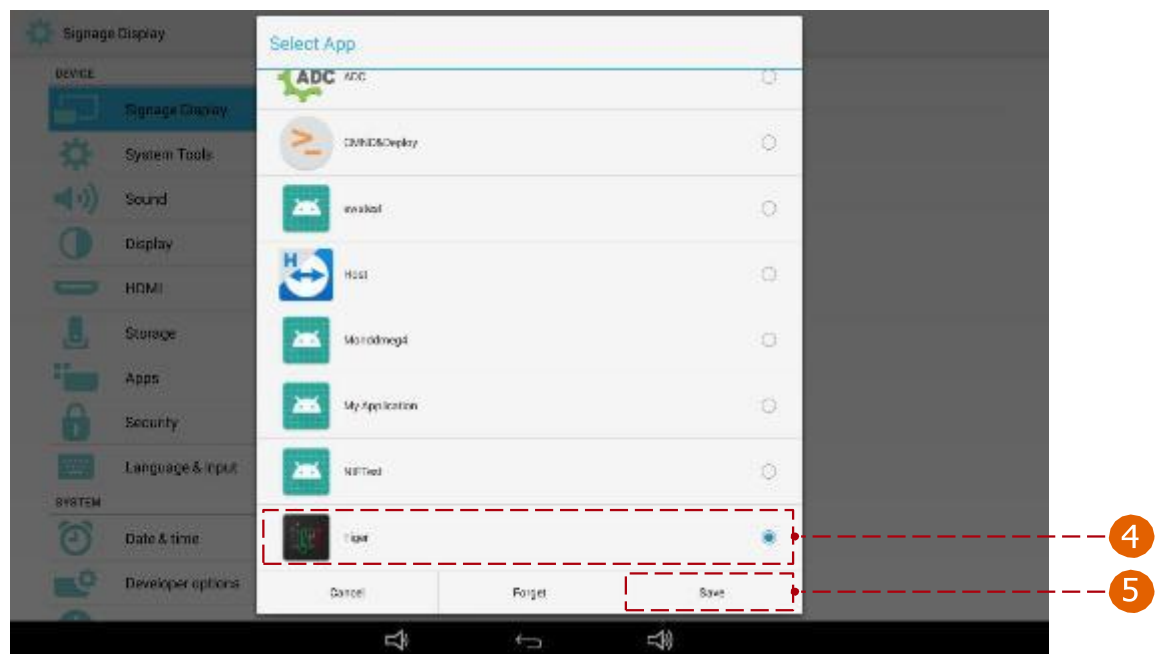 Signage Display
DEVICE
Signage Display
System Tools
Sound
Display
HDMI
Storage
Apps
Security
Language & input
SYSTEM
Date & time
Developer options
Select App
ADC ADC
CMND&Deploy
H
Host
My Application
Tiger
Cancel
Forget
Save
4
5